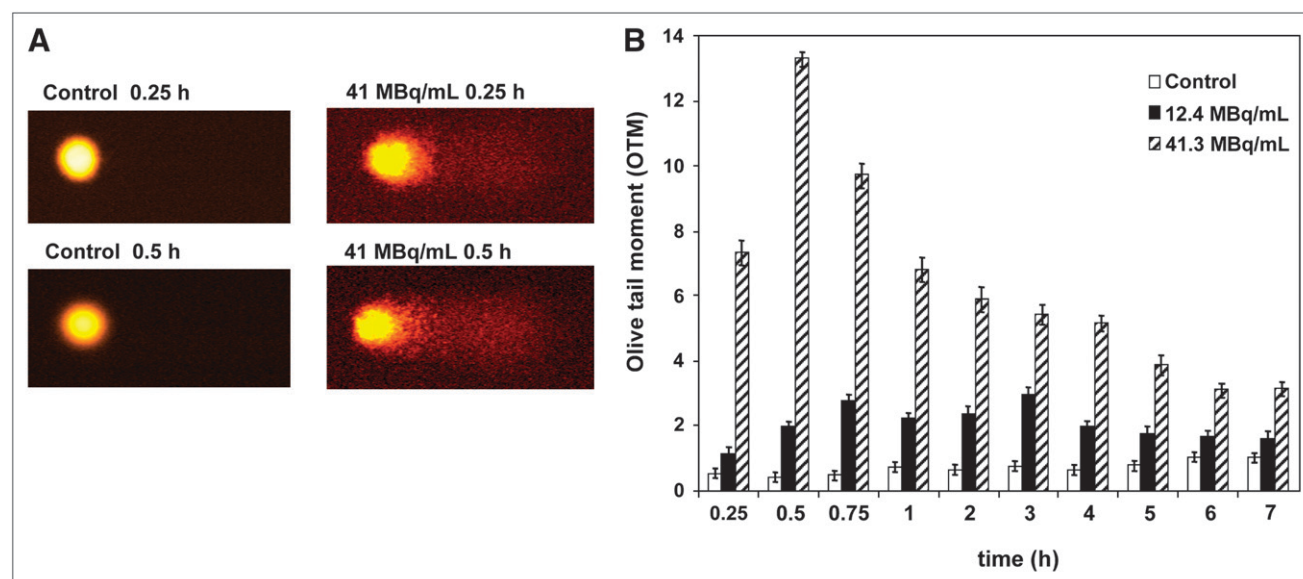 A
Control 0.25 h
41 MBq/mL 0.25 h
Control 0.5 h
41 MBq/mL 0.5 h
B
Olive tail moment (OTM)
14
12
10
8
6
4
2
0
Control
12.4 MBq/mL
41.3 MBq/mL
0.25 0.5 0.75 1 2 3 4 5 6 7
time (h)